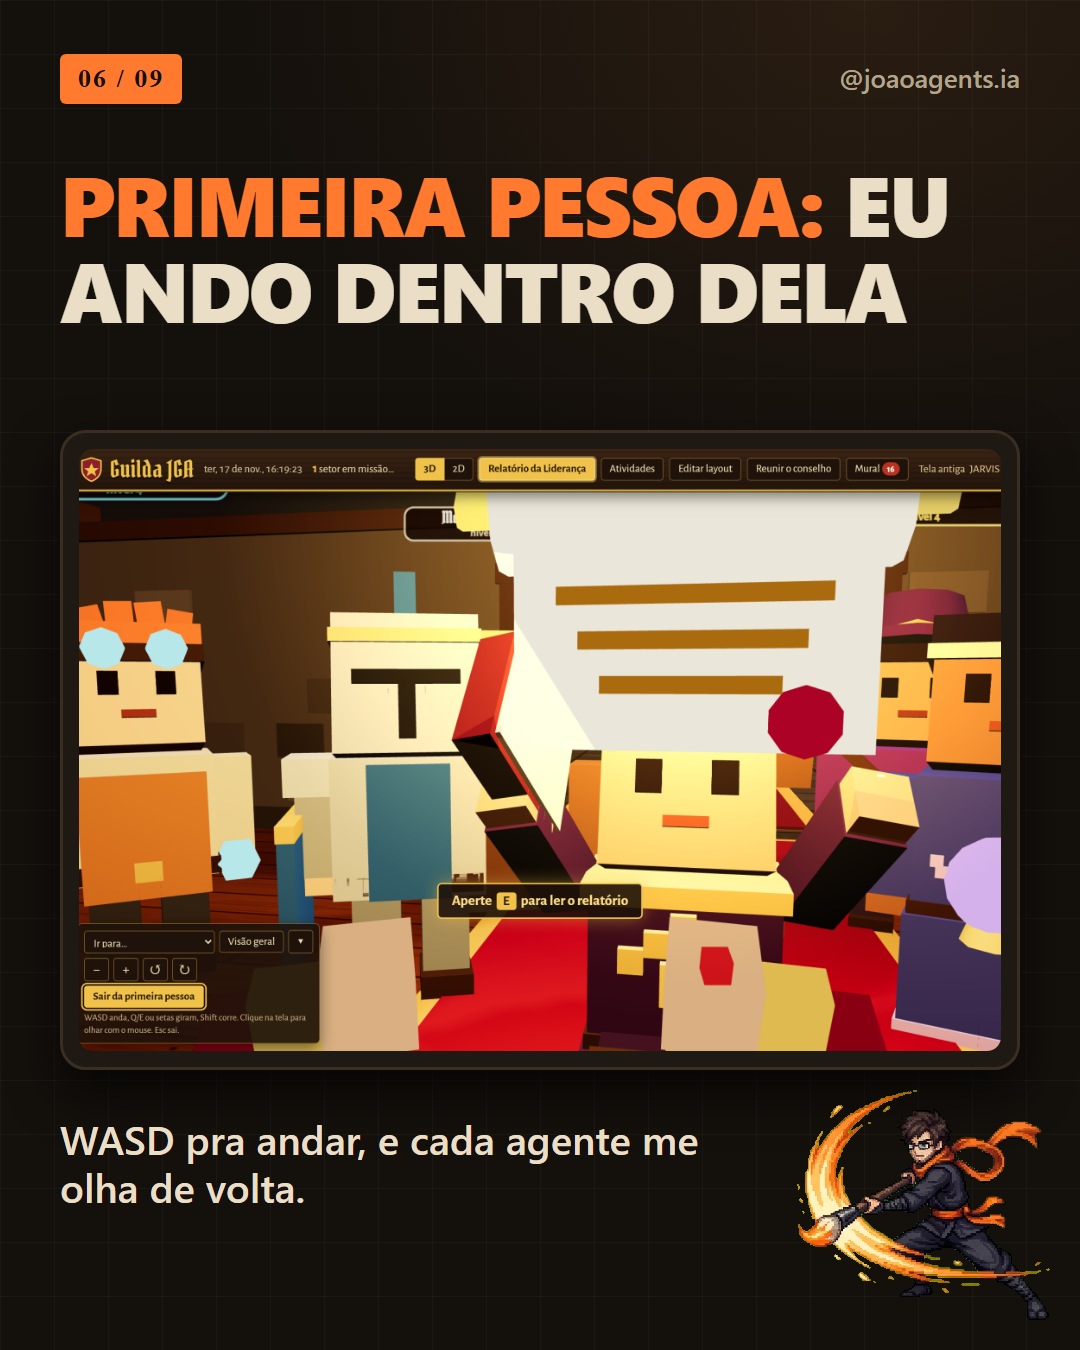 06 / 09
@joaoagents.ia
PRIMEIRA PESSOA: EU
ANDO DENTRO DELA
Guilda JGA
ter, 17 de nov., 16:19:23
1 setor em missão...
3D
2D
Relatório da Liderança
Atividades
Editar layout
Reunir o conselho
Mural 16
Tela antiga
JARVIS
Aperte E para ler o relatório
Ir para...
Visão geral
▼
−
+
↺
↻
Sair da primeira pessoa
WASD anda, Q/E ou setas giram, Shift corre. Clique na tela para
olhar com o mouse. Esc sai.
WASD pra andar, e cada agente me
olha de volta.